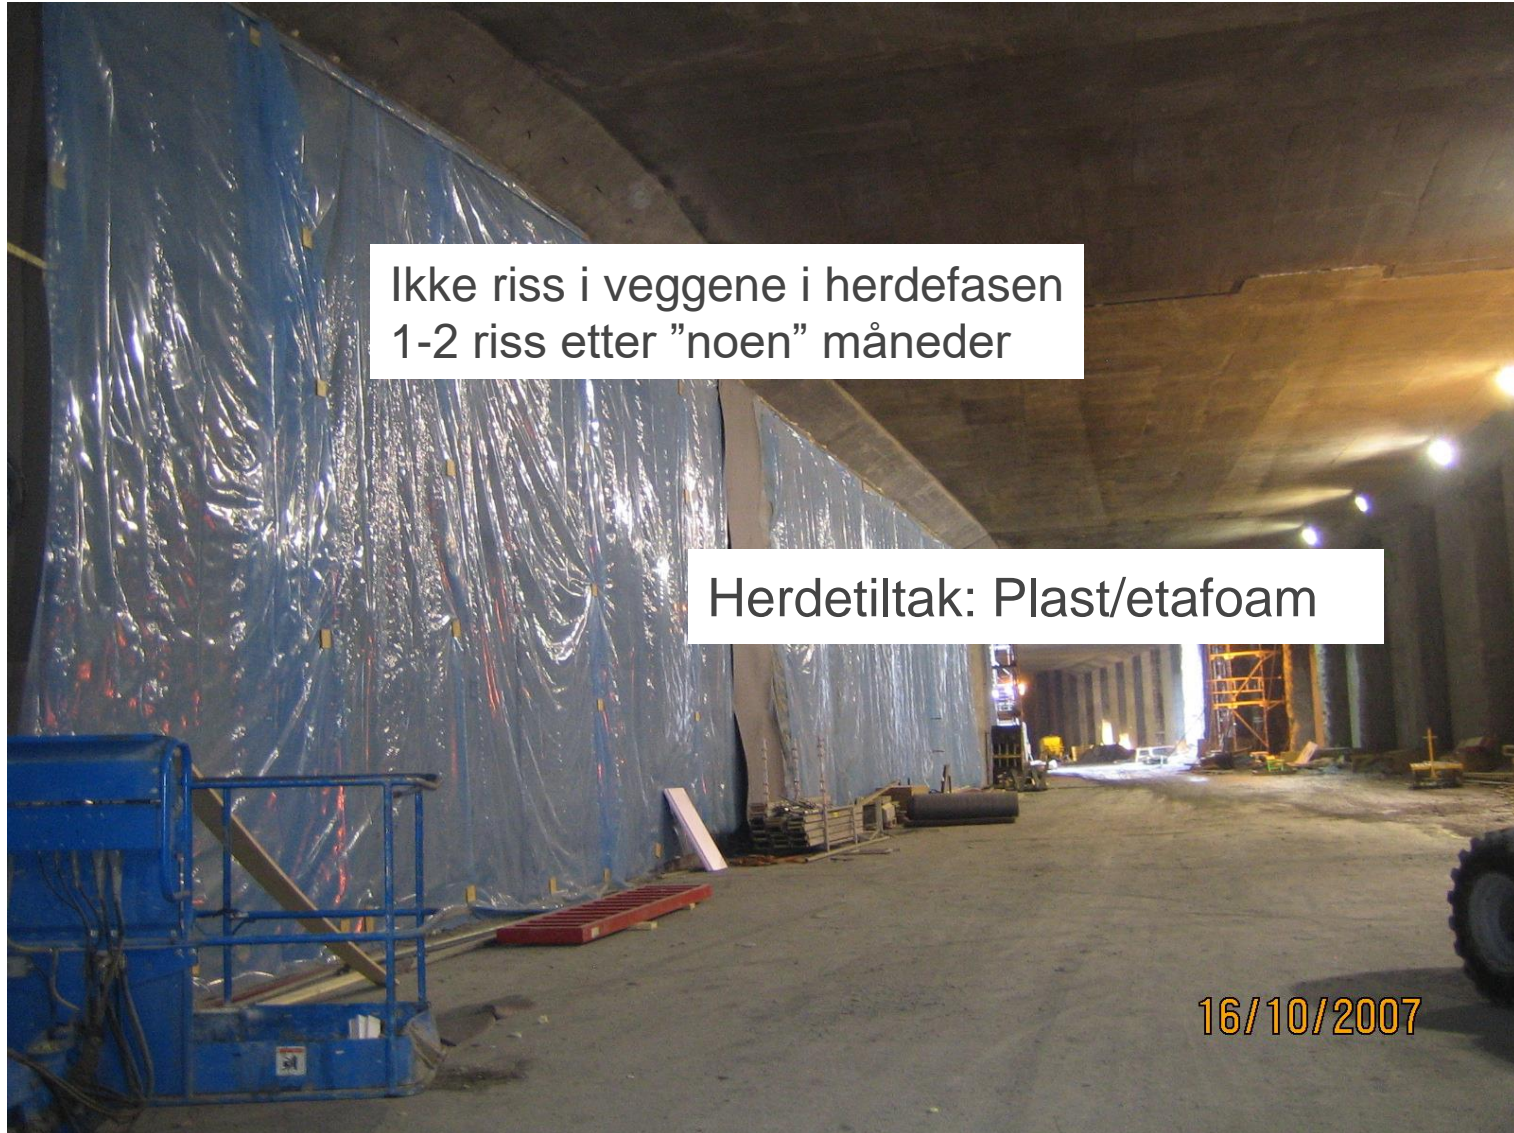 Ikke riss i veggene i herdefasen
1-2 riss etter ”noen” måneder
Herdetiltak: Plast/etafoam
16/10/2007